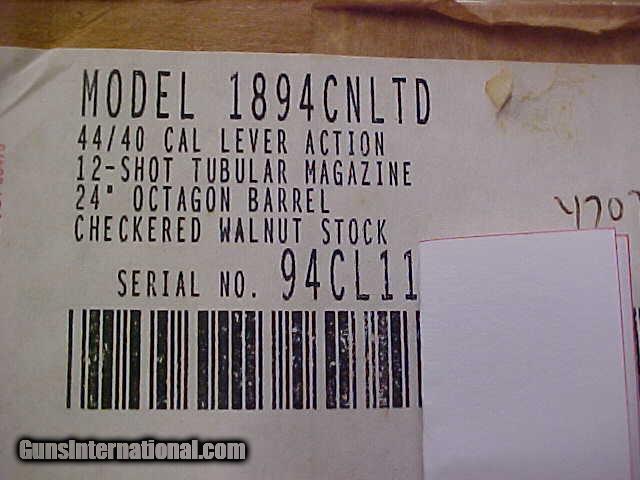 MODEL 1894CNLTD
44/40 CAL LEVER ACTION
12-SHOT TUBULAR MAGAZINE
24" OCTAGON BARREL
CHECKERED WALNUT STOCK
SERIAL NO. 94CL11
GunsInternational.com